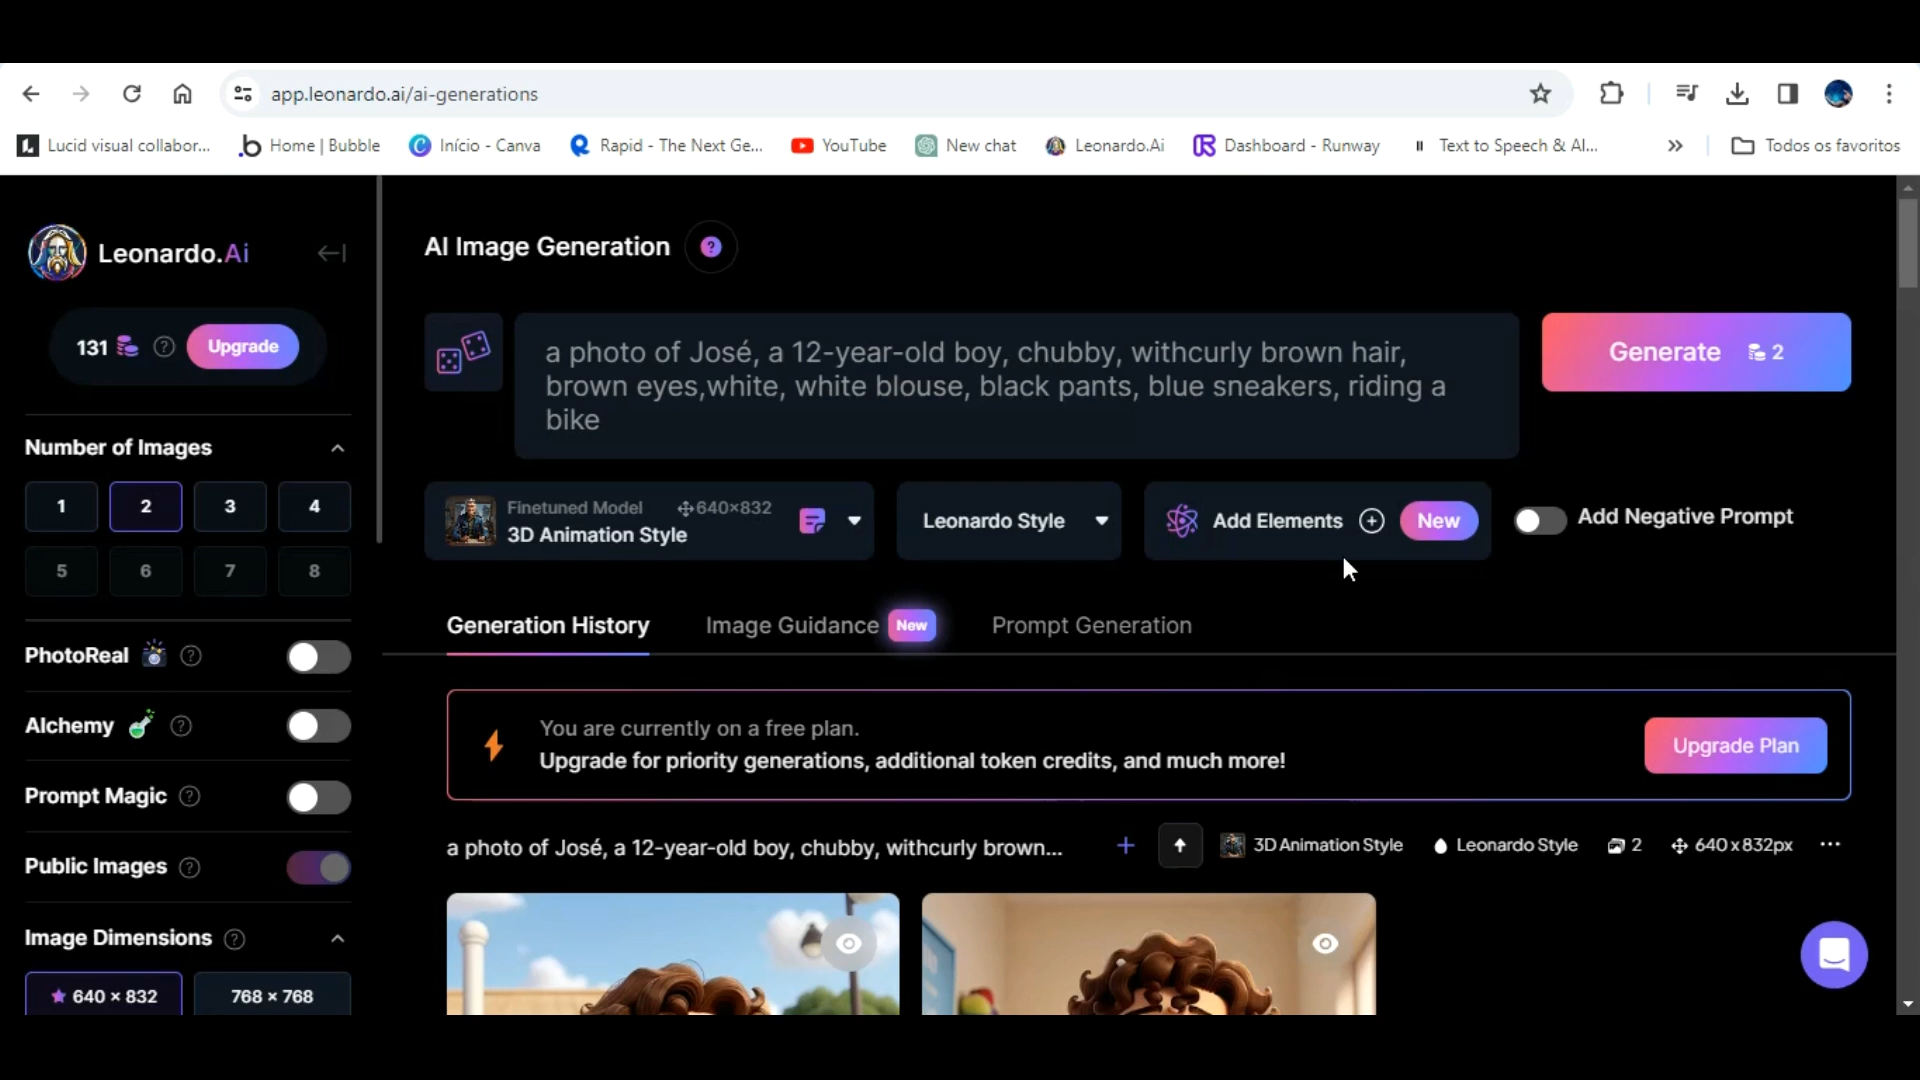 app.leonardo.ai/ai-generations
Lucid visual collabor...
Home | Bubble
Início - Canva
Rapid - The Next Ge...
YouTube
New chat
Leonardo.Ai
Dashboard - Runway
Text to Speech & Al...
Todos os favoritos
Leonardo.Ai
131
Upgrade
Number of Images
1 2 3 4
5 6 7 8
PhotoReal
Alchemy
Prompt Magic
Public Images
Image Dimensions
640 × 832
768 × 768
AI Image Generation
a photo of José, a 12-year-old boy, chubby, withcurly brown hair,
brown eyes,white, white blouse, black pants, blue sneakers, riding a
bike
Generate 2
Finetuned Model 640×832
3D Animation Style
Leonardo Style
Add Elements
New
Add Negative Prompt
Generation History
Image Guidance
New
Prompt Generation
You are currently on a free plan.
Upgrade for priority generations, additional token credits, and much more!
Upgrade Plan
a photo of José, a 12-year-old boy, chubby, withcurly brown...
3D Animation Style
Leonardo Style
2
640 x 832px